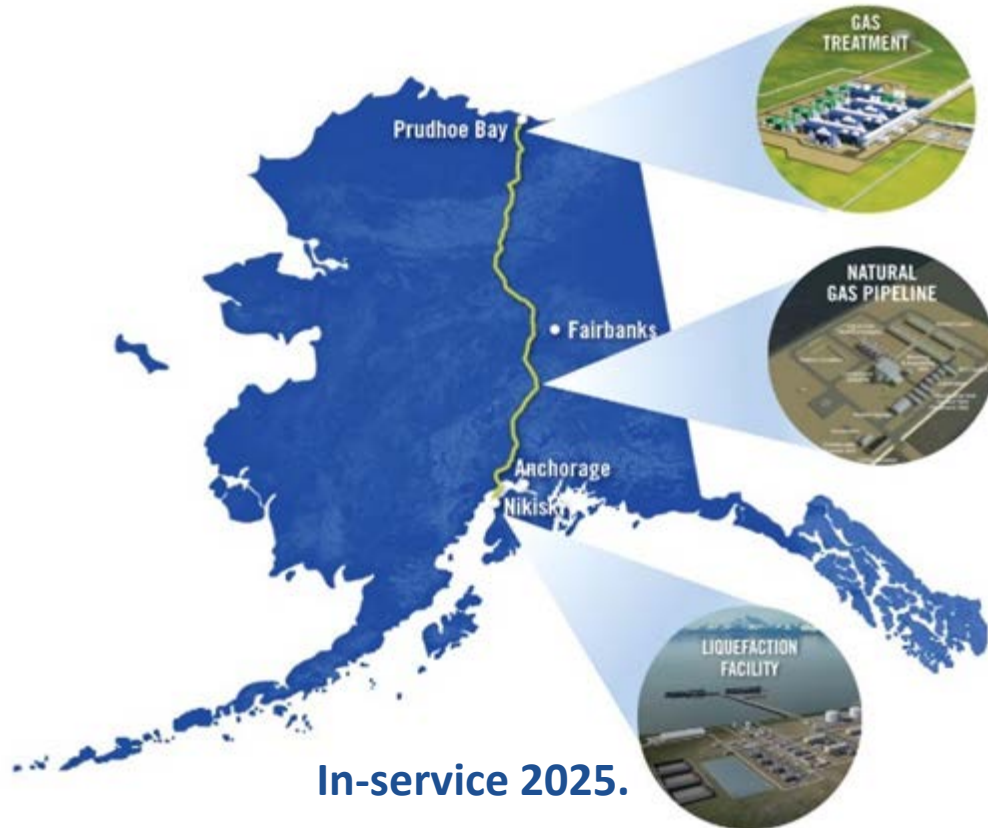 GAS
TREATMENT
Prudhoe Bay
NATURAL
GAS PIPELINE
Fairbanks
Anchorage
Nikiski
LIQUEFACTION
FACILITY
In-service 2025.